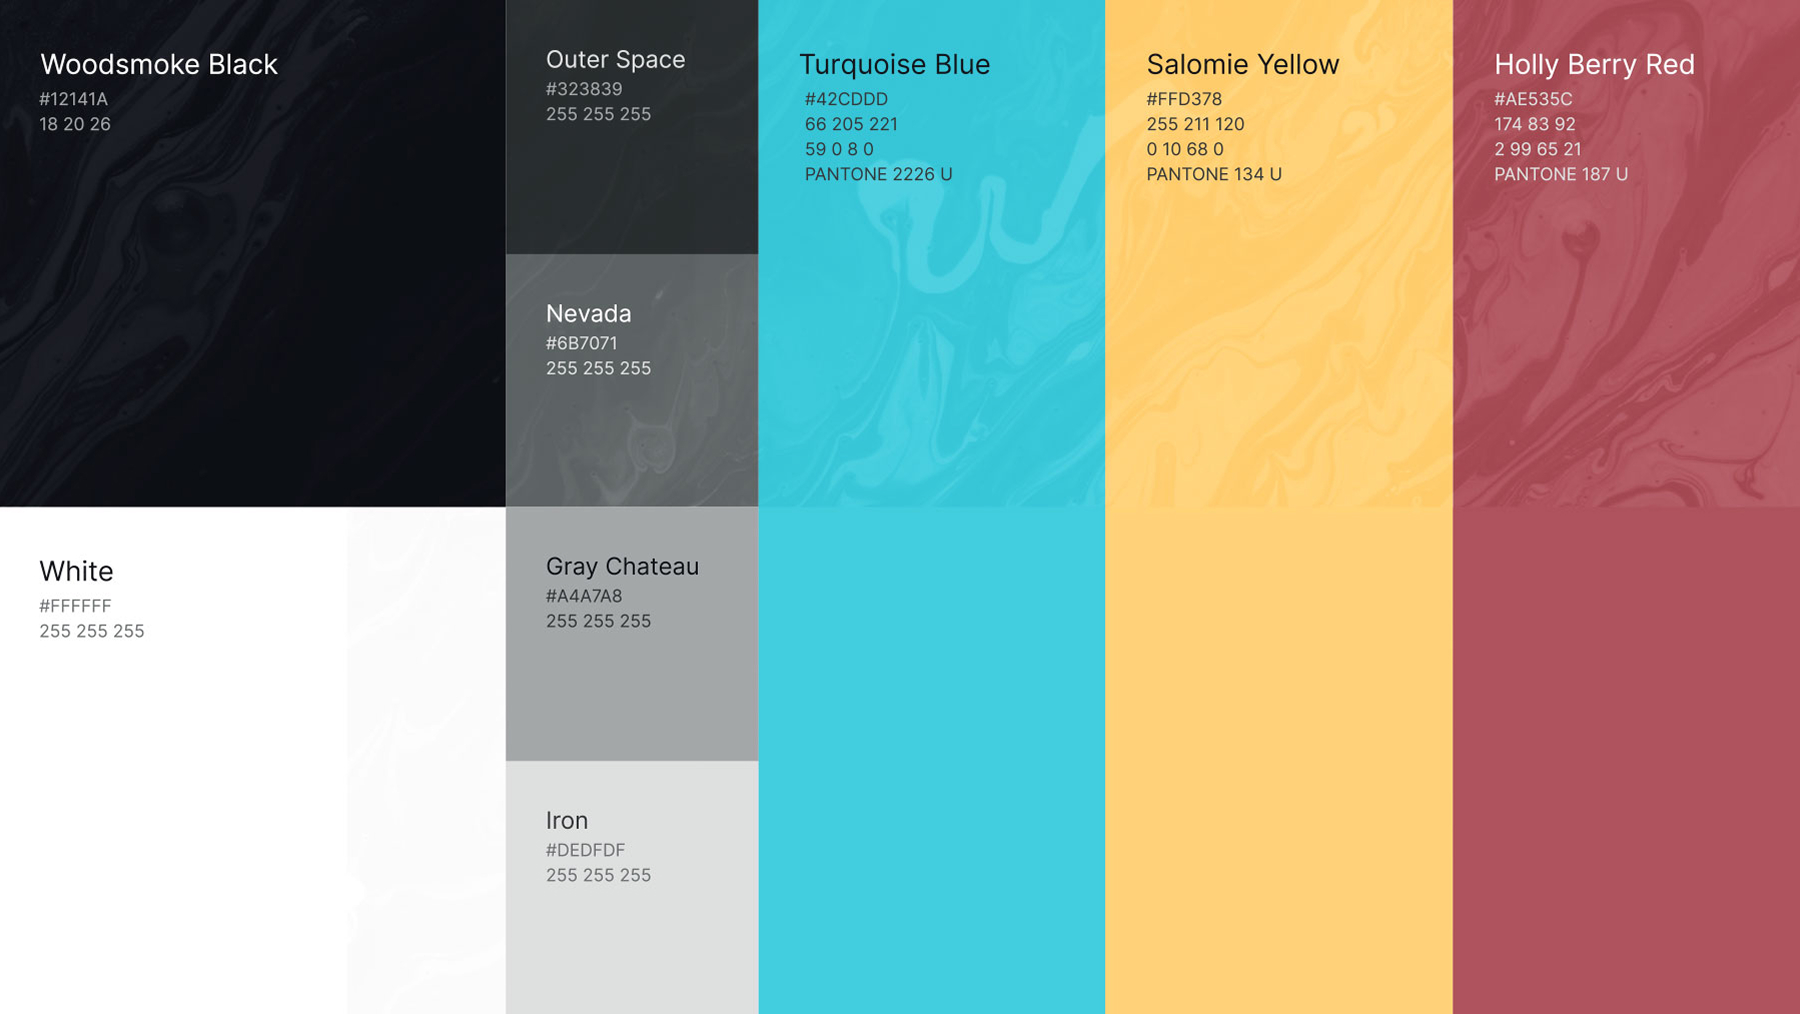 Woodsmoke Black
#12141A
18 20 26
Outer Space
#323839
255 255 255
Nevada
#6B7071
255 255 255
Turquoise Blue
#42CDDD
66 205 221
59 0 8 0
PANTONE 2226 U
Salomie Yellow
#FFD378
255 211 120
0 10 68 0
PANTONE 134 U
Holly Berry Red
#AE535C
174 83 92
2 99 65 21
PANTONE 187 U
White
#FFFFFF
255 255 255
Gray Chateau
#A4A7A8
255 255 255
Iron
#DEDFDF
255 255 255